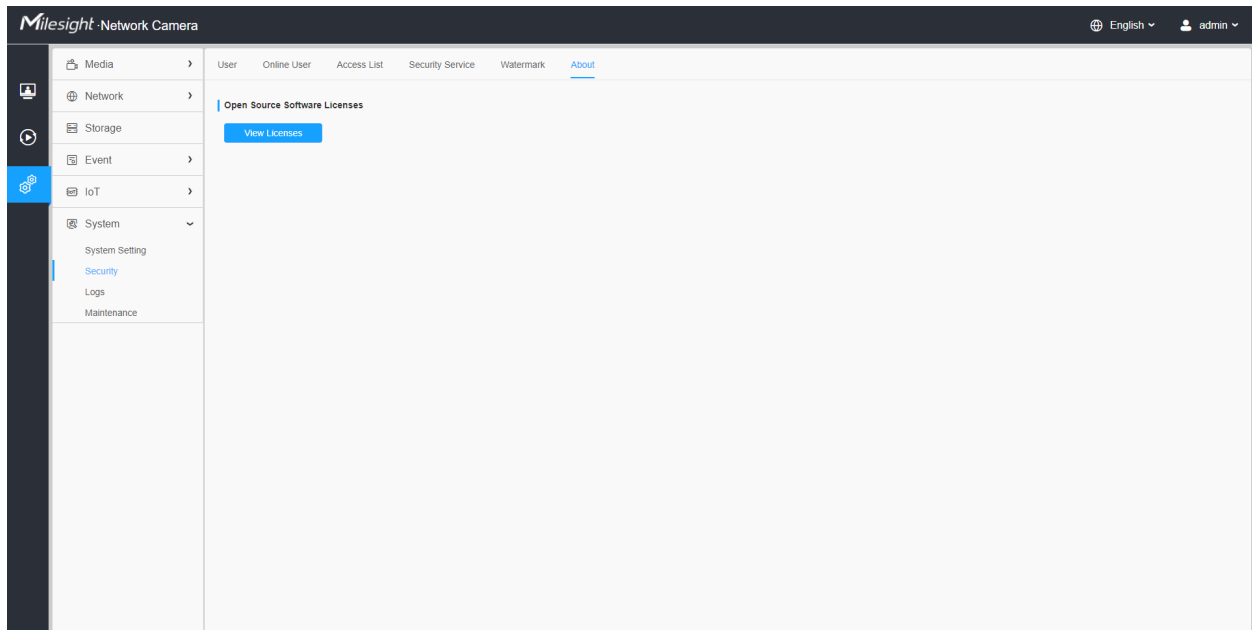 Milesight ·Network Camera
English
admin
Media
Network
Storage
Event
IoT
System
System Setting
Security
Logs
Maintenance
User Online User Access List Security Service Watermark About
Open Source Software Licenses
View Licenses